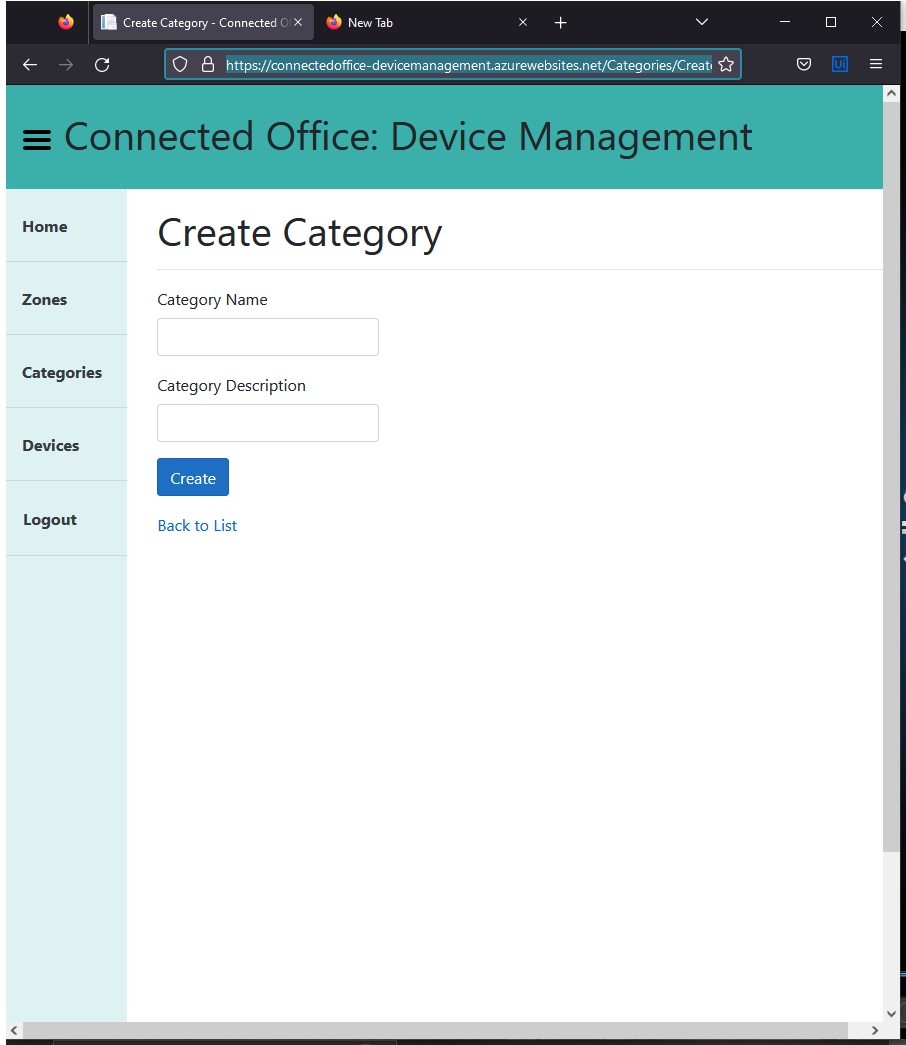 Create Category - Connected O
New Tab
https://connectedoffice-devicemanagement.azurewebsites.net/Categories/Create
Connected Office: Device Management
Home
Zones
Categories
Devices
Logout
Create Category
Category Name
Category Description
Create
Back to List